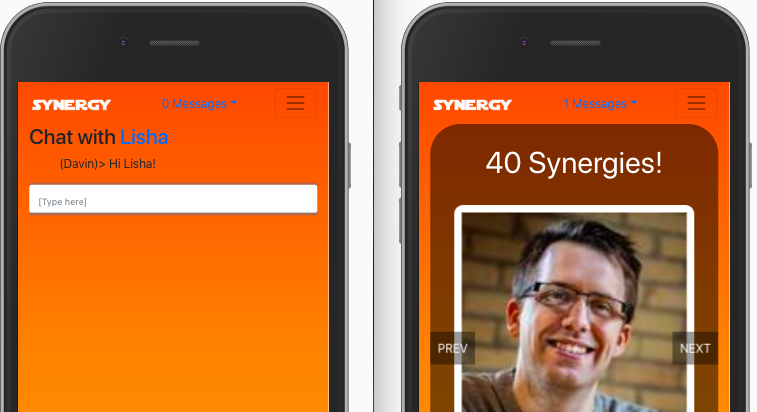 SYNERGY 0 Messages
Chat with Lisha
(Davin)> Hi Lisha!
[Type here]
SYNERGY 1 Messages
40 Synergies!
PREV NEXT